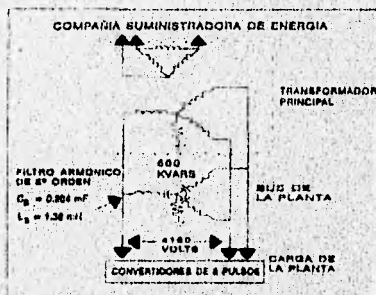 COMPAÑIA SUMINISTRADORA DE ENERGIA
TRANSFORMADOR
PRINCIPAL
600
KVARS
FILTRO ARMONICO
DE 5º ORDEN
BUS DE
LA PLANTA
4160
VOLTS
CONVERTIDORES DE 6 PULSOS
CARGA DE
LA PLANTA